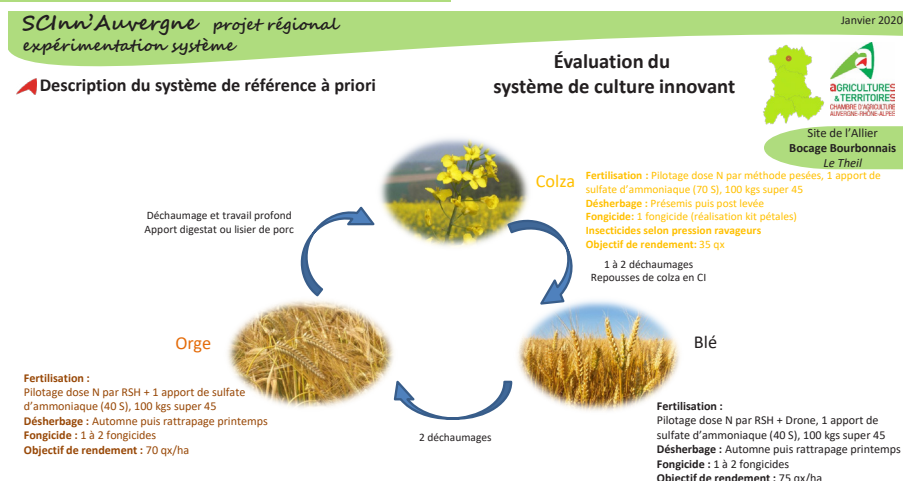 SCInn'Auvergne projet régional
expérimentation système
Janvier 2020
Description du système de référence à priori
Évaluation du
système de culture innovant
AGRICULTURES
& TERRITOIRES
CHAMBRE D'AGRICULTURE
AUVERGNE-RHÔNE-ALPES
Site de l'Allier
Bocage Bourbonnais
Le Theil
Colza
Fertilisation : Pilotage dose N par méthode pesées, 1 apport de
sulfate d'ammoniaque (70 S), 100 kgs super 45
Désherbage : Présemis puis post levée
Fongicide: 1 fongicide (réalisation kit pétales)
Insecticides selon pression ravageurs
Objectif de rendement: 35 qx
Déchaumage et travail profond
Apport digestat ou lisier de porc
1 à 2 déchaumages
Repousses de colza en CI
Orge
Blé
Fertilisation :
Pilotage dose N par RSH + 1 apport de sulfate
d'ammoniaque (40 S), 100 kgs super 45
Désherbage : Automne puis rattrapage printemps
Fongicide : 1 à 2 fongicides
Objectif de rendement : 70 qx/ha
2 déchaumages
Fertilisation :
Pilotage dose N par RSH + Drone, 1 apport de
sulfate d'ammoniaque (40 S), 100 kgs super 45
Désherbage : Automne puis rattrapage printemps
Fongicide : 1 à 2 fongicides
Objectif de rendement : 75 qx/ha